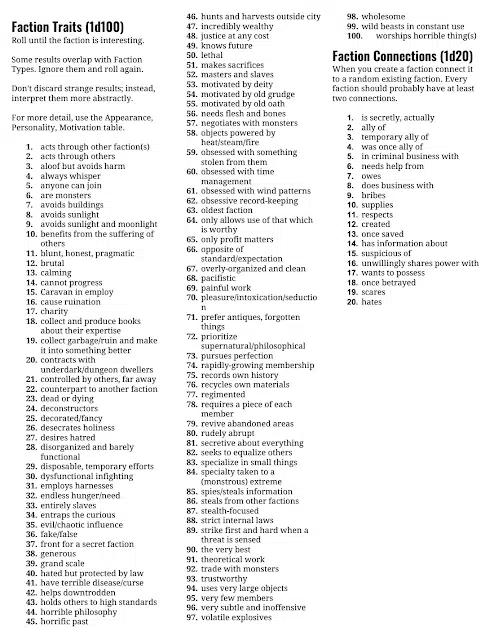 Faction Traits (1d100)
Roll until the faction is interesting.
Some results overlap with Faction
Types. Ignore them and roll again.
Don't discard strange results; instead,
interpret them more abstractly.
For more detail, use the Appearance,
Personality, Motivation table.
1. acts through other faction(s)
2. acts through others
3. aloof but avoids harm
4. always whisper
5. anyone can join
6. are monsters
7. avoids buildings
8. avoids sunlight
9. avoids sunlight and moonlight
10. benefits from the suffering of
others
11. blunt, honest, pragmatic
12. brutal
13. calming
14. cannot progress
15. Caravan in employ
16. cause ruination
17. charity
18. collect and produce books
about their expertise
19. collect garbage/ruin and make
it into something better
20. contracts with
underdark/dungeon dwellers
21. controlled by others, far away
22. counterpart to another faction
23. dead or dying
24. deconstructors
25. decorated/fancy
26. desecrates holiness
27. desires hatred
28. disorganized and barely
functional
29. disposable, temporary efforts
30. dysfunctional infighting
31. employs harnesses
32. endless hunger/need
33. entirely slaves
34. entraps the curious
35. evil/chaotic influence
36. fake/false
37. front for a secret faction
38. generous
39. grand scale
40. hated but protected by law
41. have terrible disease/curse
42. helps downtrodden
43. holds others to high standards
44. horrible philosophy
45. horrific past
46. hunts and harvests outside city
47. incredibly wealthy
48. justice at any cost
49. knows future
50. lethal
51. makes sacrifices
52. masters and slaves
53. motivated by deity
54. motivated by old grudge
55. motivated by old oath
56. needs flesh and bones
57. negotiates with monsters
58. objects powered by
heat/steam/fire
59. obsessed with something
stolen from them
60. obsessed with time
management
61. obsessed with wind patterns
62. obsessive record-keeping
63. oldest faction
64. only allows use of that which
is worthy
65. only profit matters
66. opposite of
standard/expectation
67. overly-organized and clean
68. pacifistic
69. painful work
70. pleasure/intoxication/seductio
n
71. prefer antiques, forgotten
things
72. prioritize
supernatural/philosophical
73. pursues perfection
74. rapidly-growing membership
75. records own history
76. recycles own materials
77. regimented
78. requires a piece of each
member
79. revive abandoned areas
80. rudely abrupt
81. secretive about everything
82. seeks to equalize others
83. specialize in small things
84. specialty taken to a
(monstrous) extreme
85. spies/steals information
86. steals from other factions
87. stealth-focused
88. strict internal laws
89. strike first and hard when a
threat is sensed
90. the very best
91. theoretical work
92. trade with monsters
93. trustworthy
94. uses very large objects
95. very few members
96. very subtle and inoffensive
97. volatile explosives
98. wholesome
99. wild beasts in constant use
100. worships horrible thing(s)
Faction Connections (1d20)
When you create a faction connect it
to a random existing faction. Every
faction should probably have at least
two connections.
1. is secretly, actually
2. ally of
3. temporary ally of
4. was once ally of
5. in criminal business with
6. needs help from
7. owes
8. does business with
9. bribes
10. supplies
11. respects
12. created
13. once saved
14. has information about
15. suspicious of
16. unwillingly shares power with
17. wants to possess
18. once betrayed
19. scares
20. hates